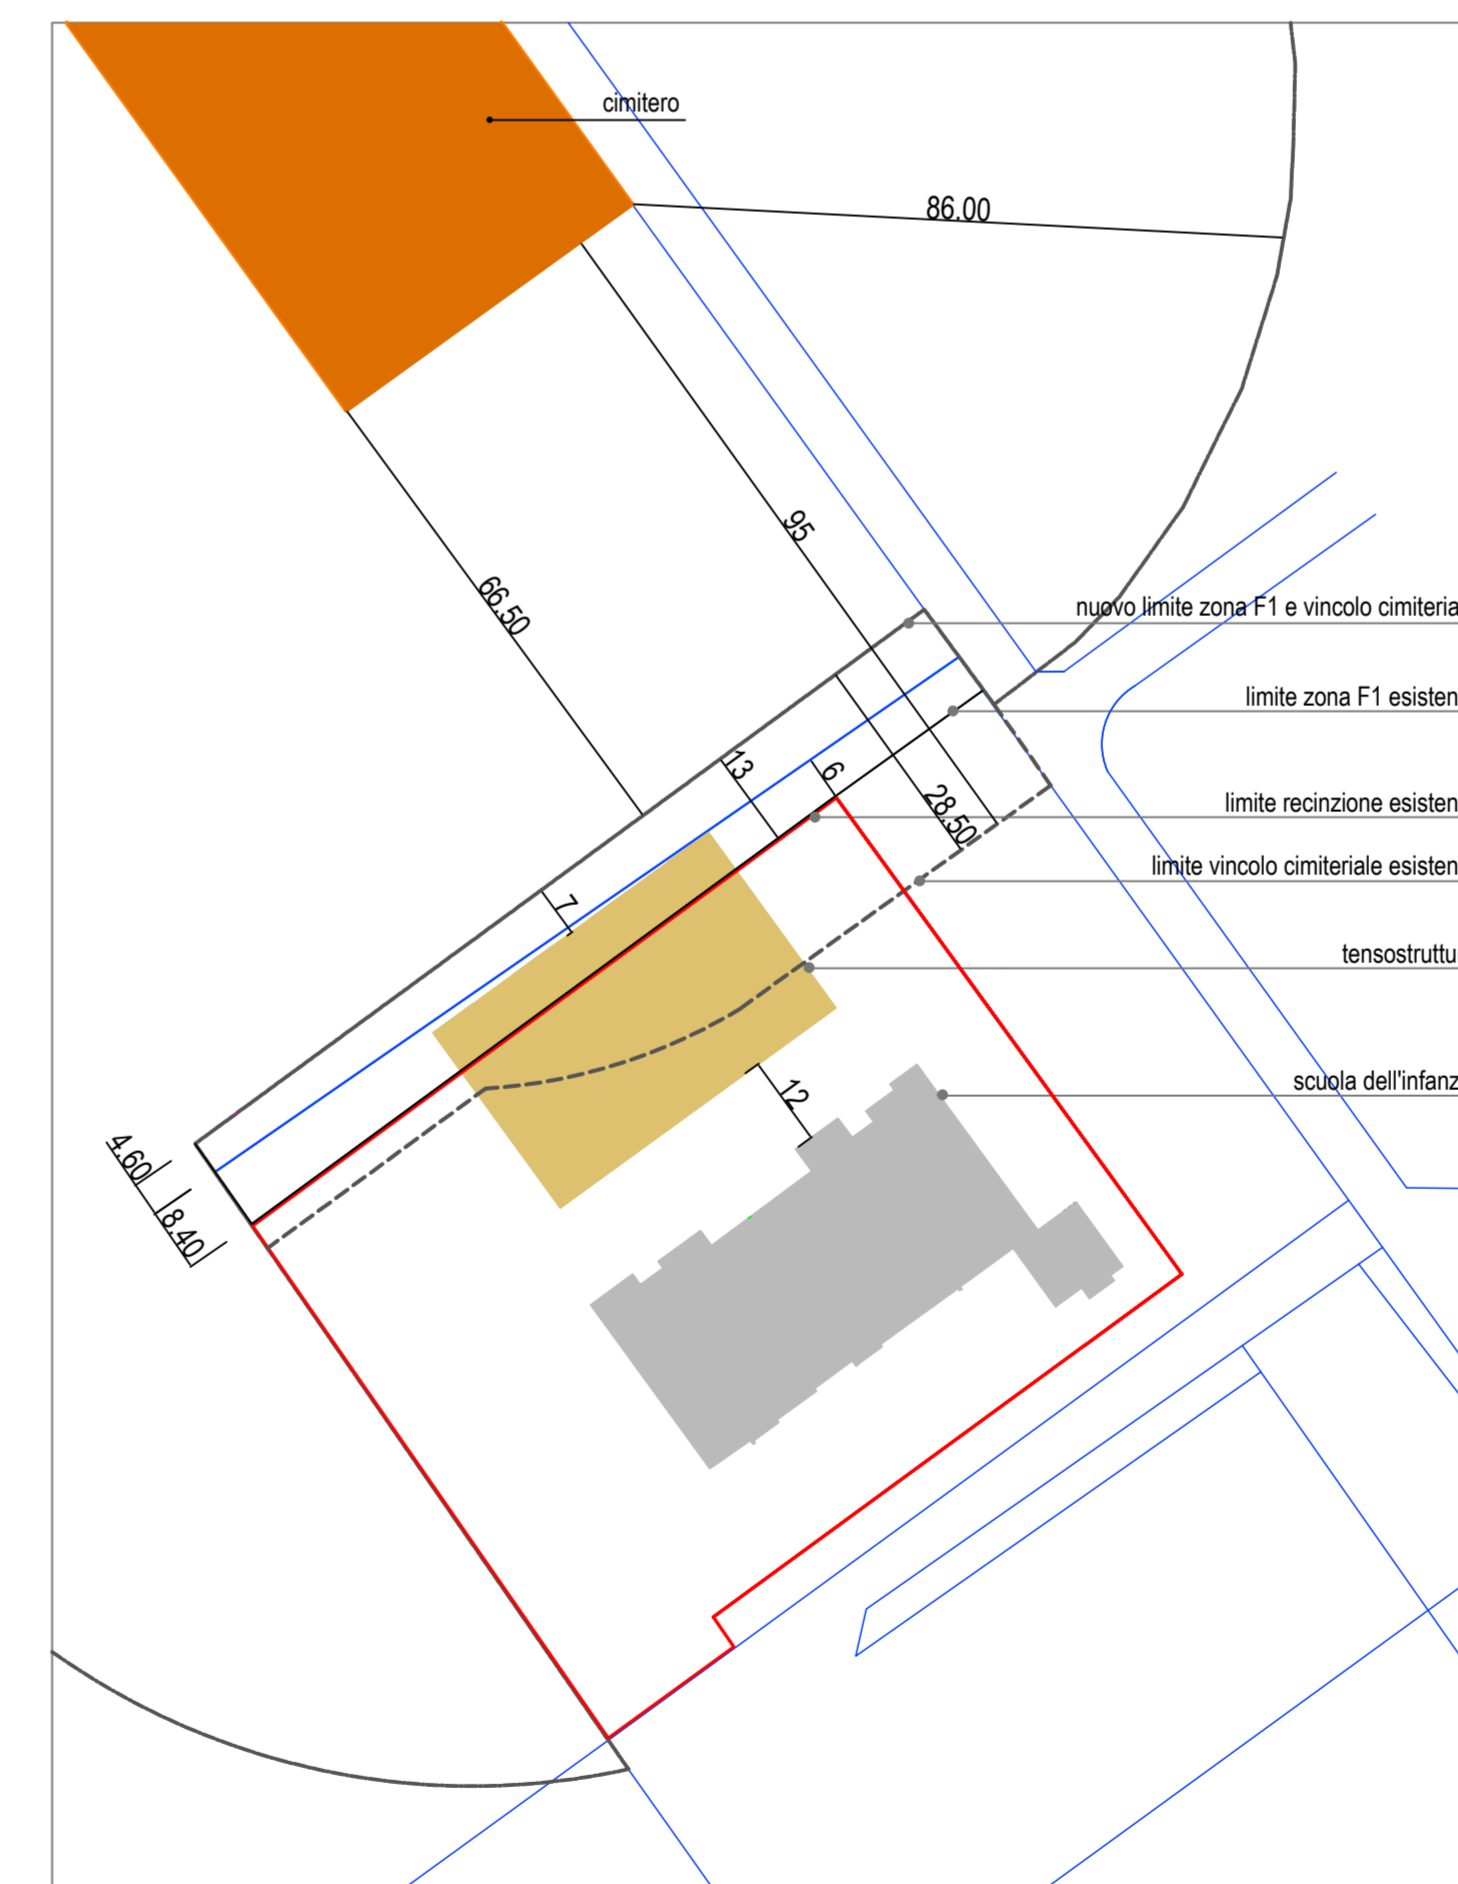 cimitero
86.00
95
66.50
nuovo limite zona F1 e vincolo cimiteria
limite zona F1 esisten
13
6
28.50
limite recinzione esisten
limite vincolo cimiteriale esisten
7
tensostruttu
12
scuola dell'infanz
4.60
8.40